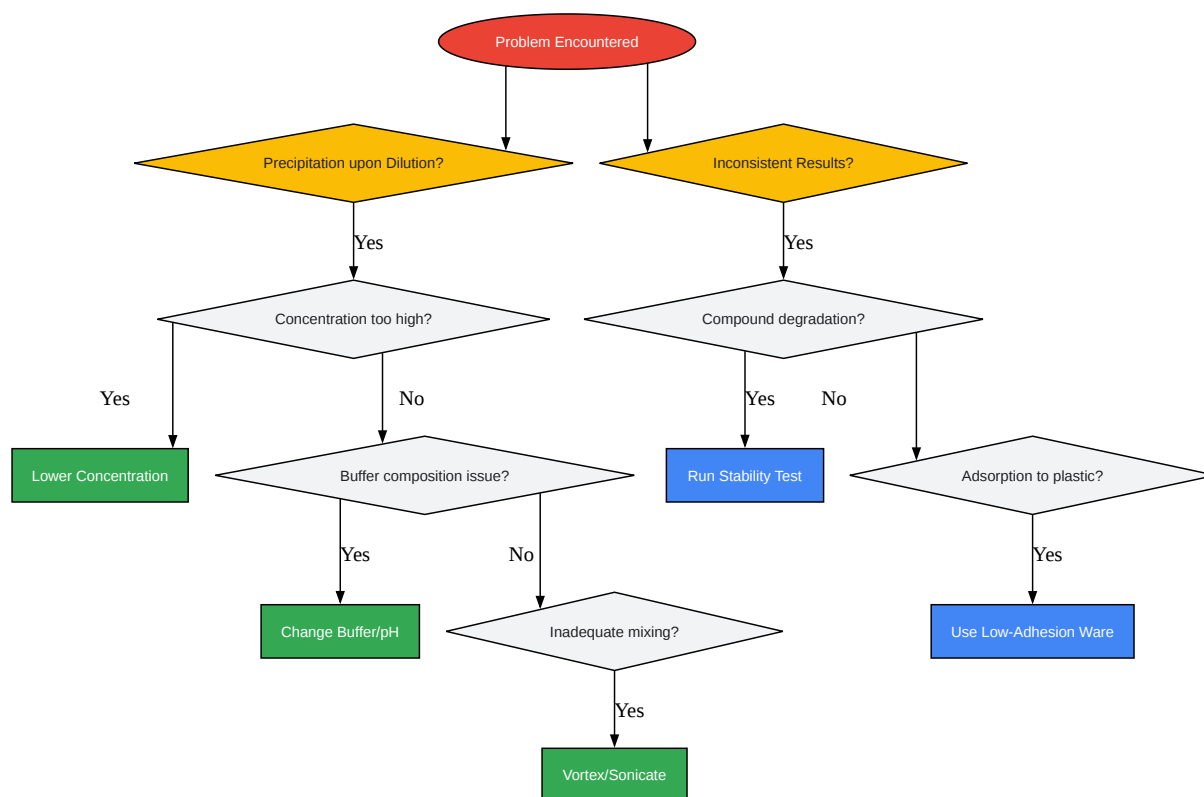 Problem Encountered
Precipitation upon Dilution?
Inconsistent Results?
Yes
Yes
Concentration too high?
Compound degradation?
Yes
No
Yes
No
Lower Concentration
Buffer composition issue?
Run Stability Test
Adsorption to plastic?
Yes
No
Yes
Change Buffer/pH
Inadequate mixing?
Use Low-Adhesion Ware
Yes
Vortex/Sonicate